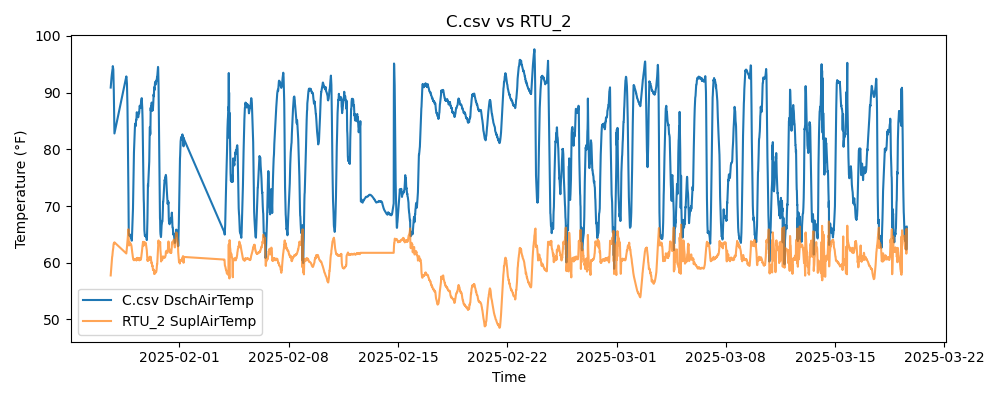 C.csv vs RTU_2
100
90
80
70
60
50
Temperature (°F)
C.csv DschAirTemp
RTU_2 SuplAirTemp
2025-02-01 2025-02-08 2025-02-15 2025-02-22 2025-03-01 2025-03-08 2025-03-15 2025-03-22
Time